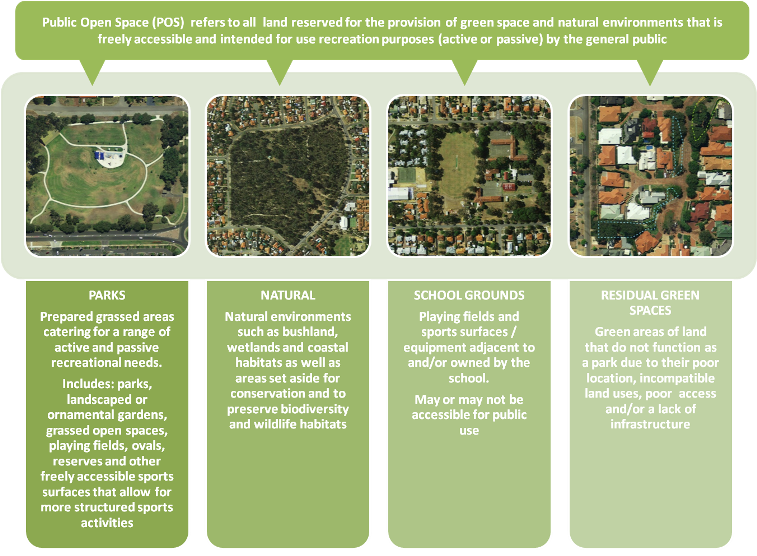 Public Open Space (POS) refers to all land reserved for the provision of green space and natural environments that is
freely accessible and intended for use recreation purposes (active or passive) by the general public
PARKS
Prepared grassed areas
catering for a range of
active and passive
recreational needs.
Includes: parks,
landscaped or
ornamental gardens,
grassed open spaces,
playing fields, ovals,
reserves and other
freely accessible sports
surfaces that allow for
more structured sports
activities
NATURAL
Natural environments
such as bushland,
wetlands and coastal
habitats as well as
areas set aside for
conservation and to
preserve biodiversity
and wildlife habitats
SCHOOL GROUNDS
Playing fields and
sports surfaces /
equipment adjacent to
and/or owned by the
school.
May or may not be
accessible for public
use
RESIDUAL GREEN
SPACES
Green areas of land
that do not function as
a park due to their poor
location, incompatible
land uses, poor access
and/or a lack of
infrastructure